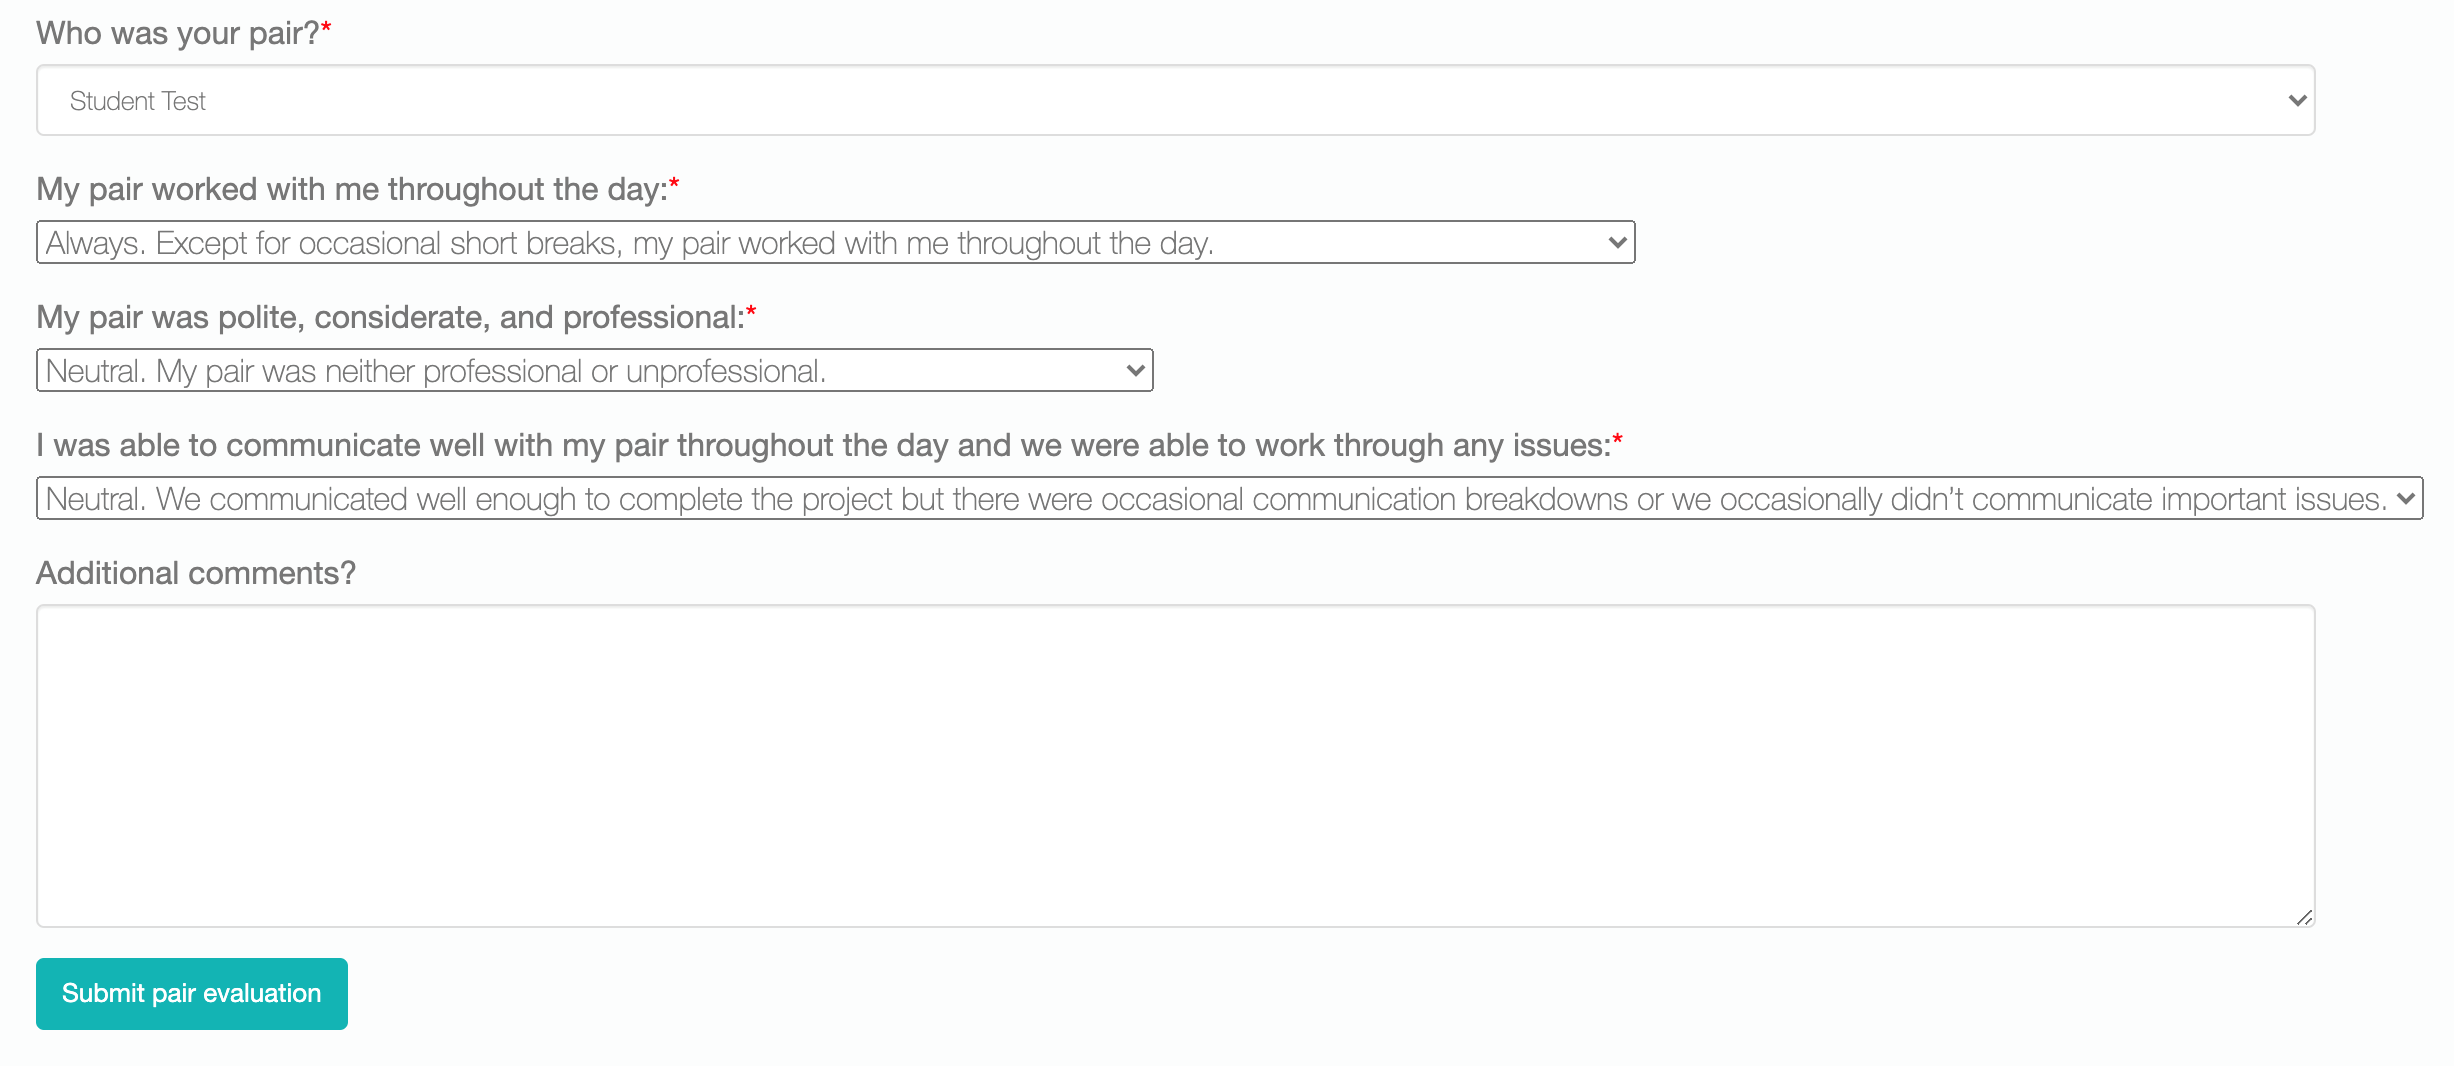 Who was your pair?*
Student Test
My pair worked with me throughout the day:*
Always. Except for occasional short breaks, my pair worked with me throughout the day.
My pair was polite, considerate, and professional:*
Neutral. My pair was neither professional or unprofessional.
I was able to communicate well with my pair throughout the day and we were able to work through any issues:*
Neutral. We communicated well enough to complete the project but there were occasional communication breakdowns or we occasionally didn’t communicate important issues.
Additional comments?
Submit pair evaluation